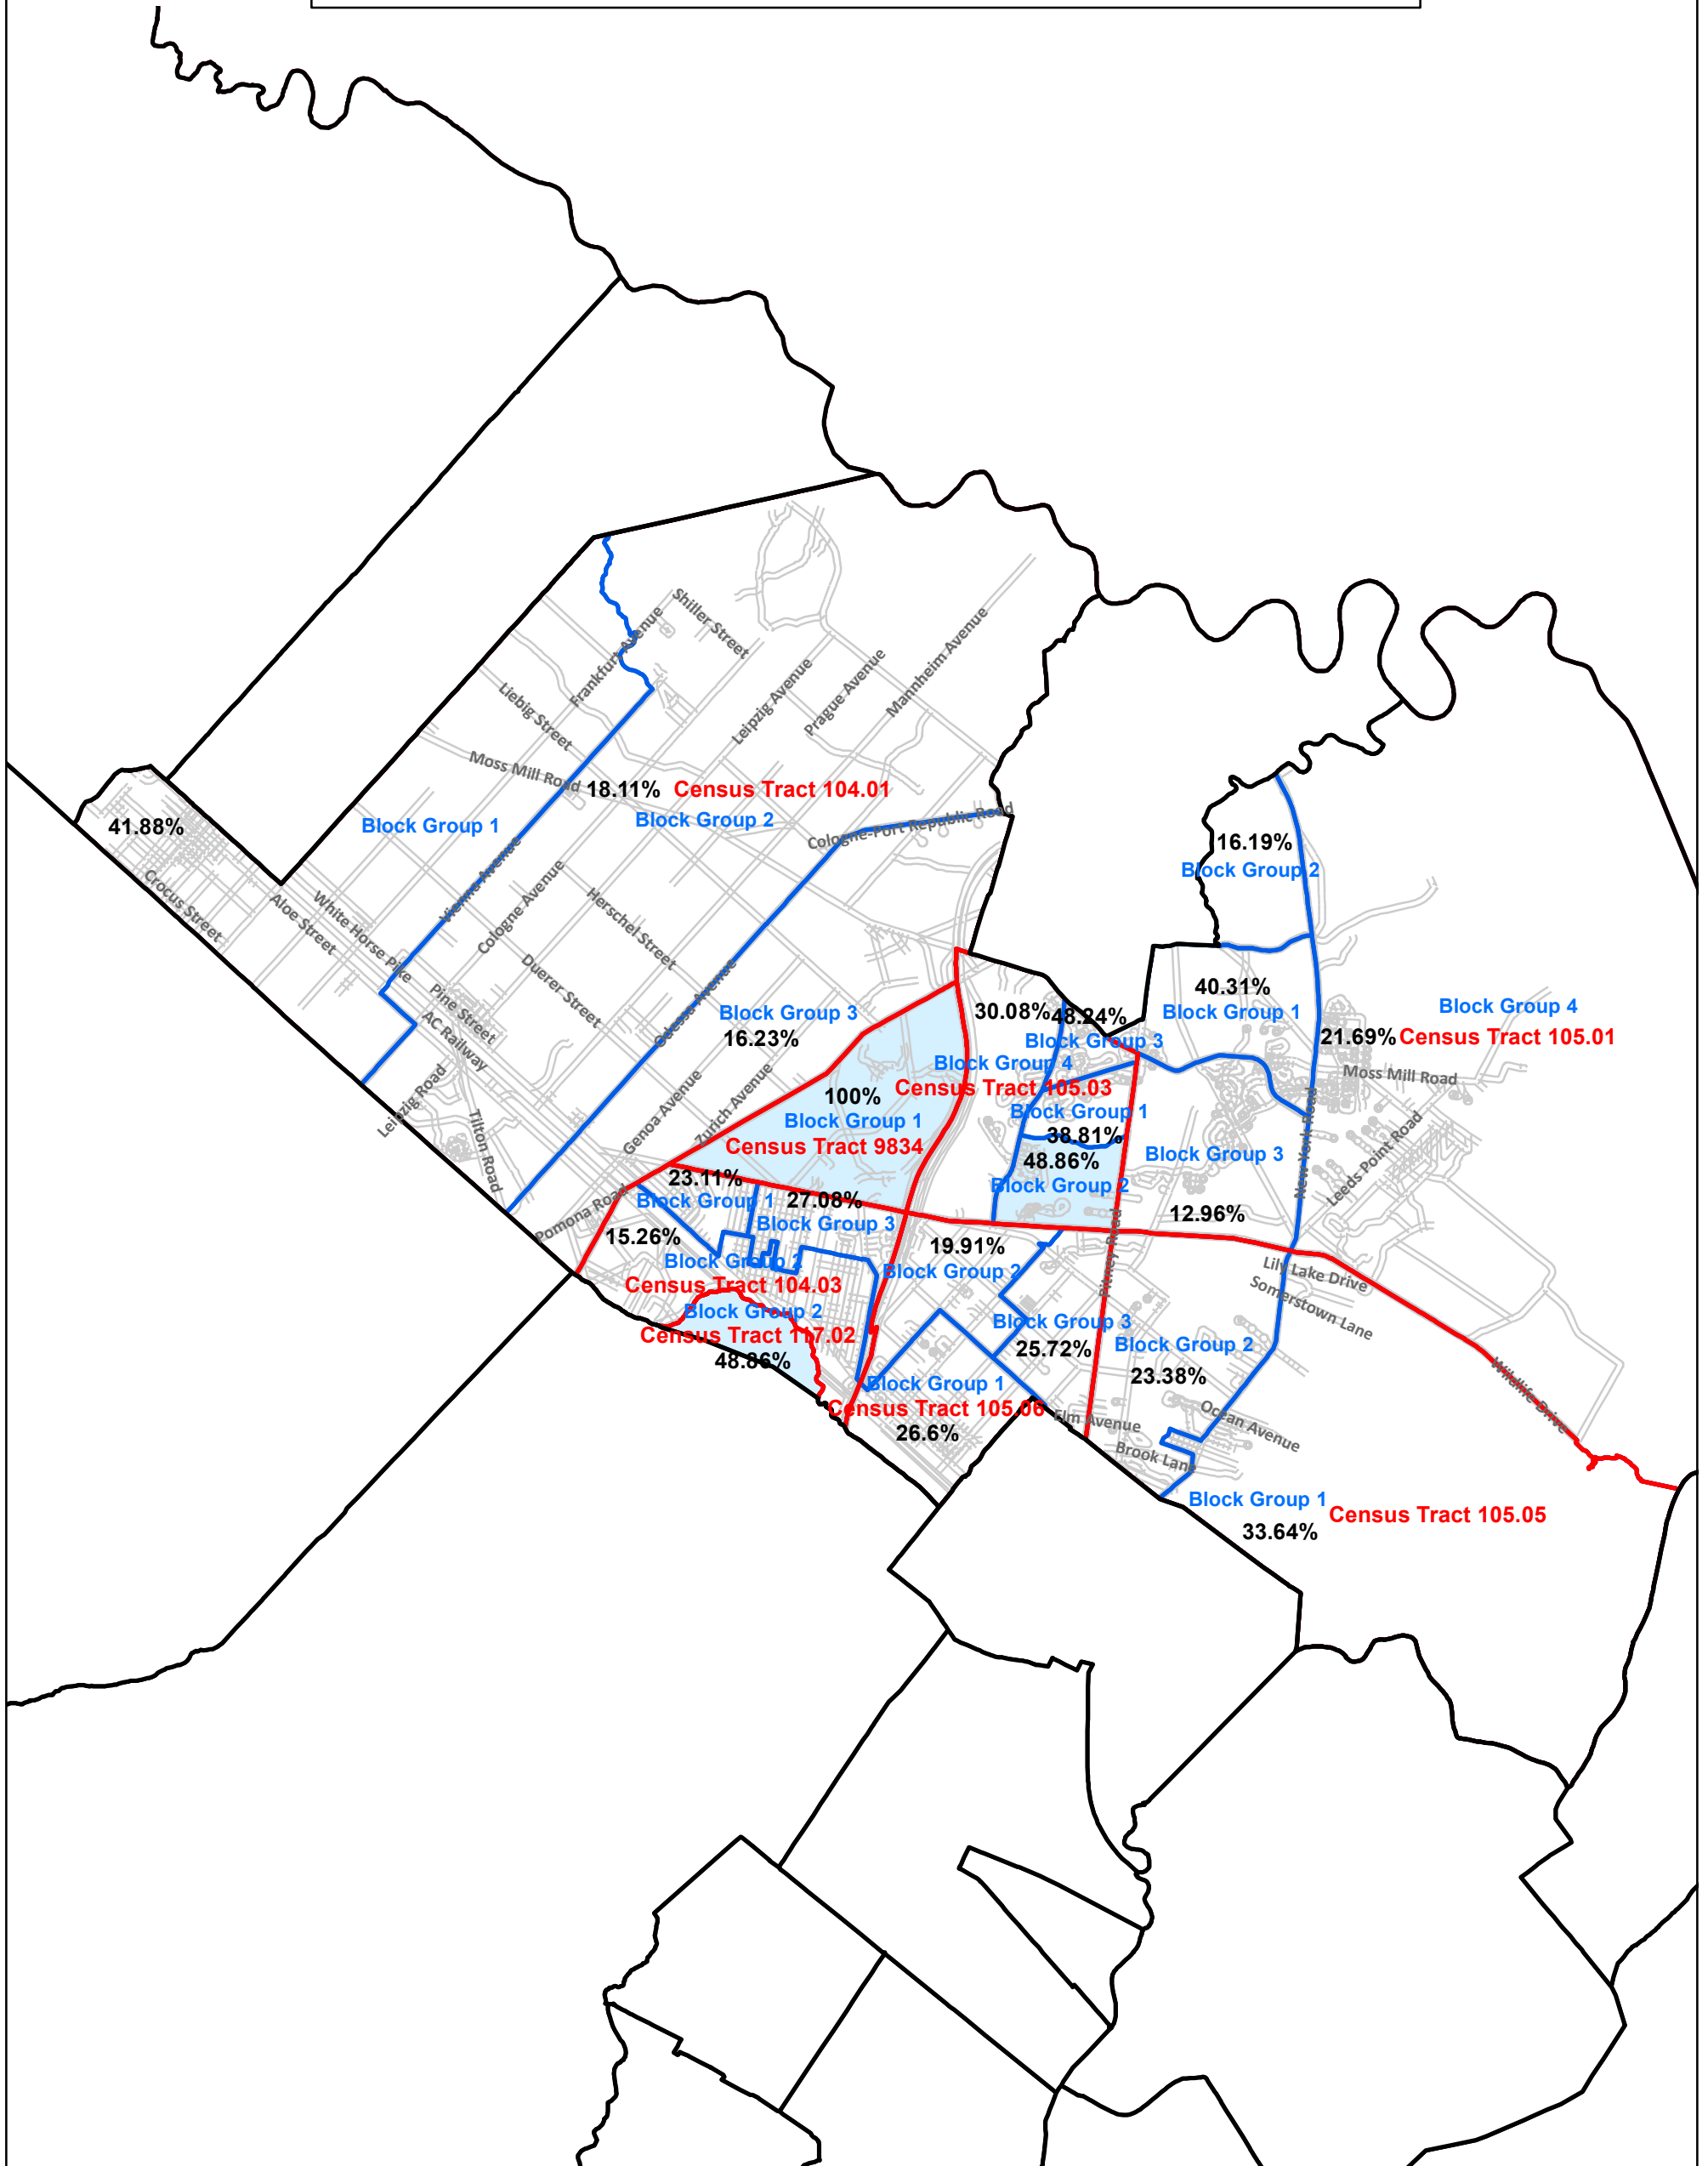 Shiller Street
Frankfurt Avenue
Mannheim Avenue
Prague Avenue
Leipzig Avenue
Liebig Street
Moss Mill Road
18.11% Census Tract 104.01
Block Group 2
Cologne-Port Republic Road
41.88%
Block Group 1
16.19%
Block Group 2
Vienna Avenue
Crocus Street
Aloe Street
White Horse Pike
Cologne Avenue
Herschel Street
Duerer Street
Pine Street
AC Railway
Odessa Avenue
Block Group 3
16.23%
30.08%
48.24%
Block Group 3
40.31%
Block Group 1
Block Group 4
21.69% Census Tract 105.01
Moss Mill Road
Block Group 4
Census Tract 105.03
Block Group 1
38.81%
48.86%
Block Group 2
100%
Block Group 1
Census Tract 9834
Leipzig Road
Tilton Road
Genoa Avenue
Zurich Avenue
Block Group 3
12.96%
New York Road
Leeds Point Road
Pomona Road
23.11%
Block Group 1
27.08%
Block Group 3
15.26%
Block Group 2
Census Tract 104.03
Block Group 2
Census Tract 117.02
48.86%
19.91%
Block Group 2
Pitney Road
Lily Lake Drive
Somerstown Lane
Block Group 3
25.72%
Block Group 2
23.38%
Wildlife Drive
Block Group 1
Census Tract 105.06
26.6%
Elm Avenue
Ocean Avenue
Brook Lane
Block Group 1
Census Tract 105.05
33.64%